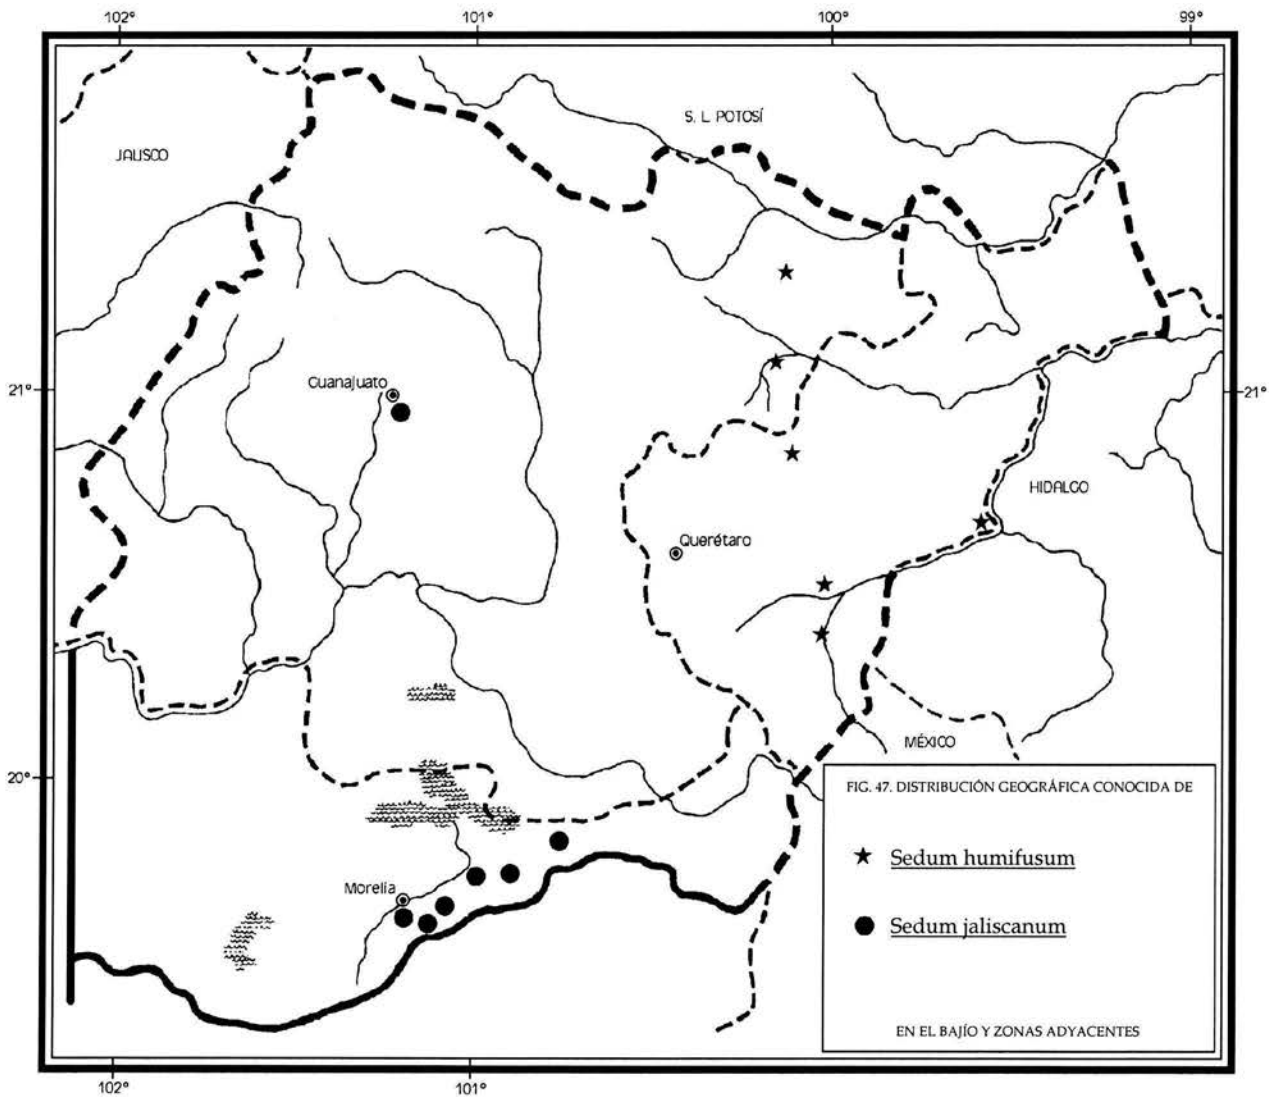 102° 101° 100° 99°
S. L. POTOSÍ
JALISCO
Guanajuato
21° 21°
HIDALGO
Querétaro
MÉXICO
20°
FIG. 47. DISTRIBUCIÓN GEOGRÁFICA CONOCIDA DE
Sedum humifusum
Morelia
Sedum jaliscanum
EN EL BAJÍO Y ZONAS ADYACENTES
102° 101°